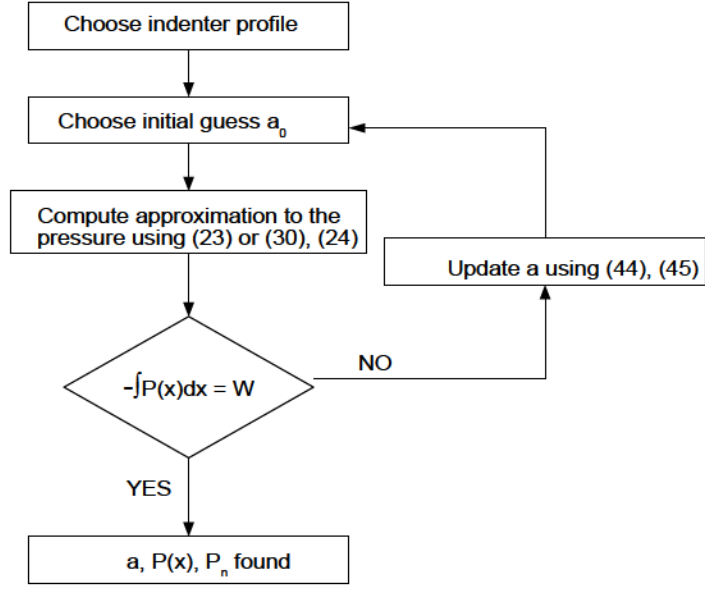 Choose indenter profile
Choose initial guess a₀
Compute approximation to the
pressure using (23) or (30), (24)
Update a using (44), (45)
-∫P(x)dx = W
NO
YES
a, P(x), Pₙ found